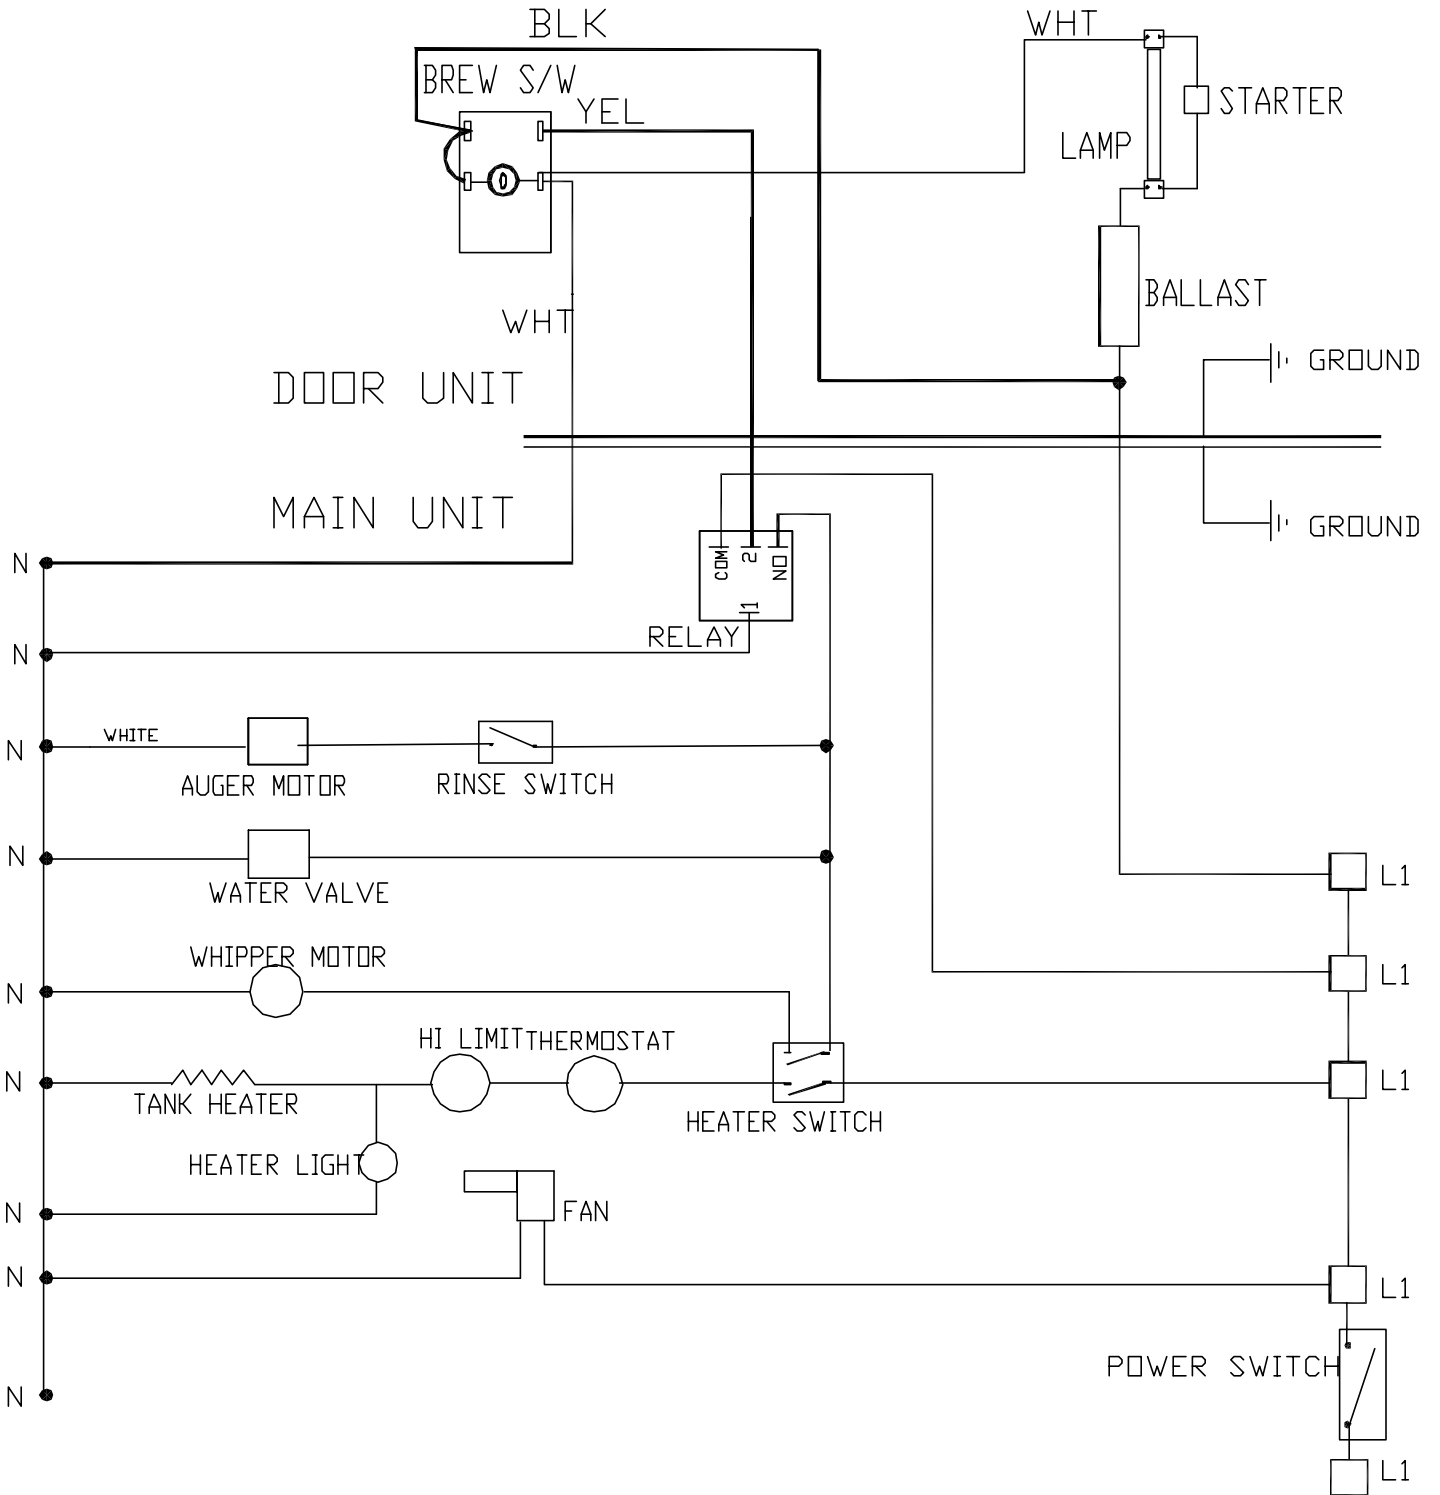 BLK
WHT
BREW S/W
YEL
STARTER
LAMP
0
BALLAST
WHT
GROUND
DOOR UNIT
MAIN UNIT
GROUND
N
COM
2
NO
1
RELAY
N
WHITE
N
AUGER MOTOR
RINSE SWITCH
N
WATER VALVE
L1
WHIPPER MOTOR
L1
N
HI LIMIT
THERMOSTAT
N
L1
TANK HEATER
HEATER SWITCH
HEATER LIGHT
N
FAN
N
L1
POWER SWITCH
N
L1